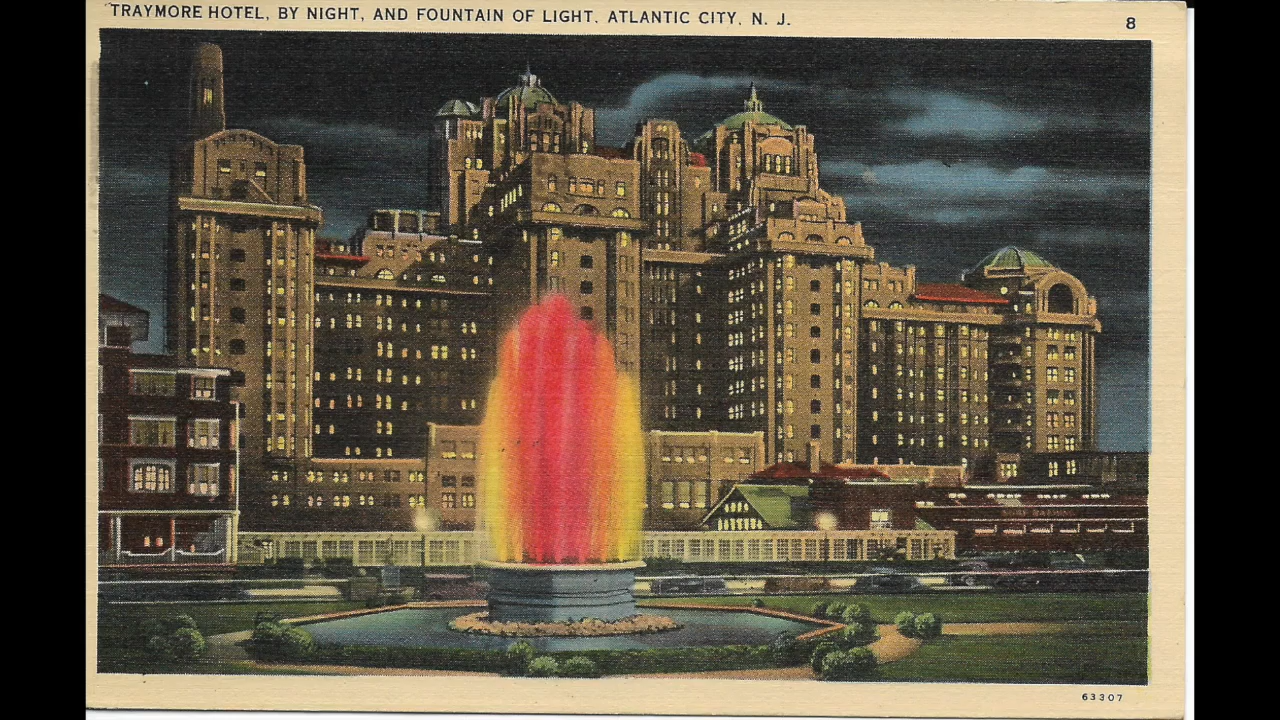 TRAYMORE HOTEL, BY NIGHT, AND FOUNTAIN OF LIGHT. ATLANTIC CITY, N. J.
8
63307